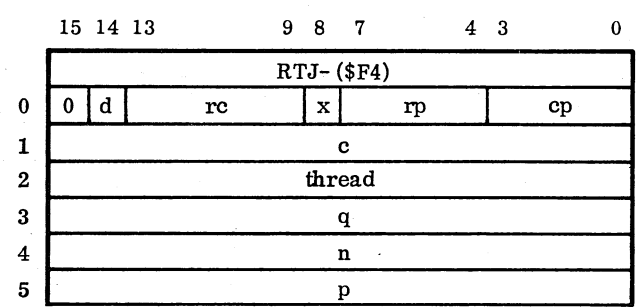 15 14 13 9 8 7 4 3 0
RTJ- ($F4)
0 0 d rc x rp cp
1 c
2 thread
3 q
4 n
5 p